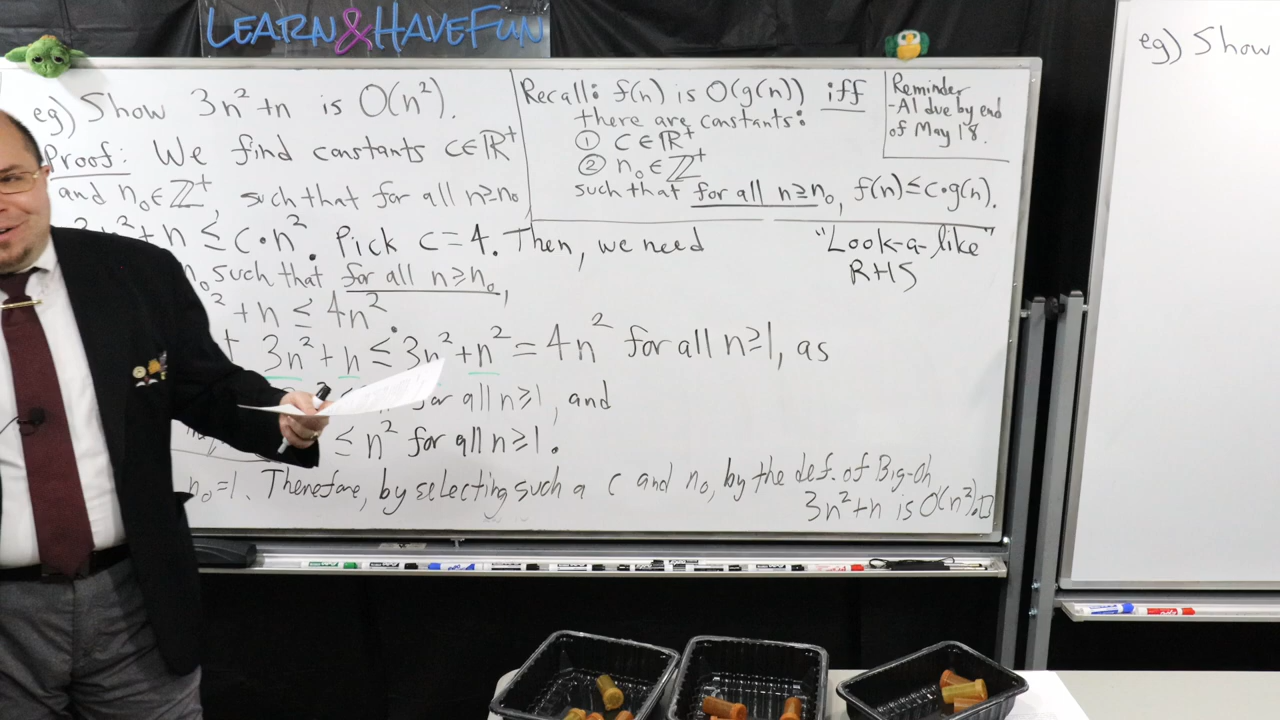 LEARN&HAVEFUN
eg) Show 3n²+n is O(n²).
Proof: We find constants c∈ℝ⁺
and n₀∈ℤ⁺, such that for all n≥n₀
+n ≤ c·n². Pick c=4. Then, we need
such that for all n≥n₀,
²+n ≤ 4n².
3n²+n ≤ 3n²+n² = 4n² for all n≥1, as
for all n≥1, and
≤ n² for all n≥1.
n₀=1. Therefore, by selecting such a c and n₀, by the def. of Big-Oh
3n²+n is O(n²).□
Recall: f(n) is O(g(n)) iff
there are constants:
① C∈ℝ⁺
② n₀∈ℤ⁺
such that for all n≥n₀, f(n)≤c·g(n).
Reminder
-A1 due by end
of May 18.
"Look-a-like"
RHS
eg) Show